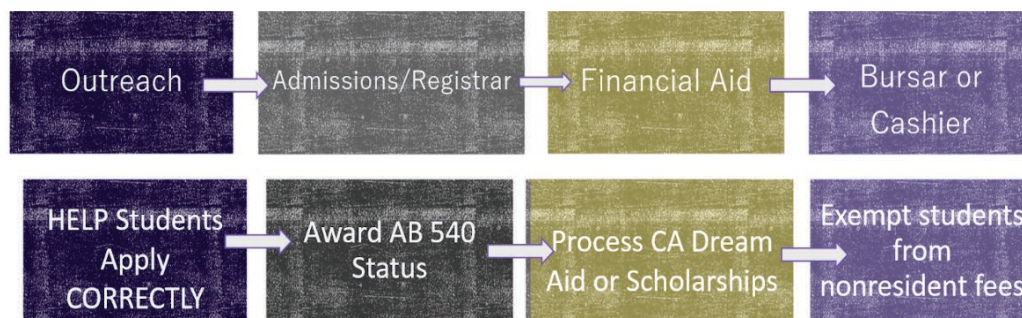 Outreach
Admissions/Registrar
Financial Aid
Bursar or
Cashier
HELP Students
Apply
CORRECTLY
Award AB 540
Status
Process CA Dream
Aid or Scholarships
Exempt students
from
nonresident fees